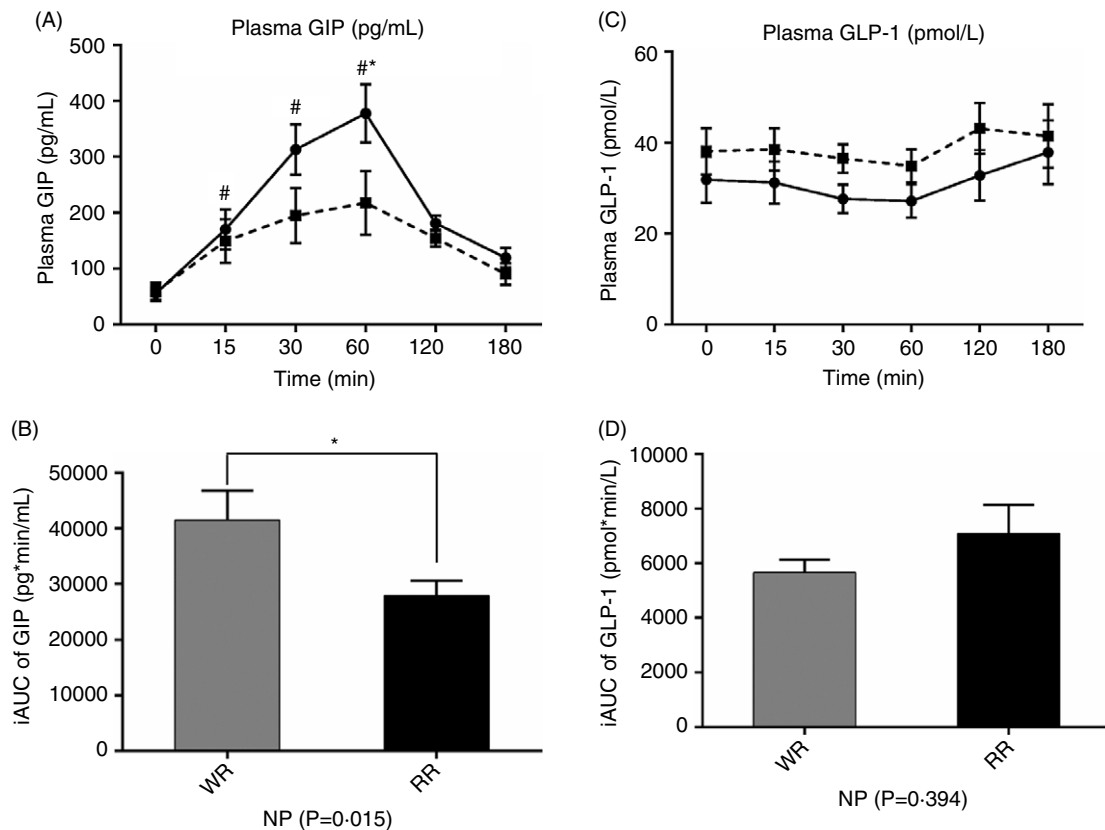 (A)
Plasma GIP (pg/mL)
Plasma GIP (pg/mL)
500
400
300
200
100
0
#
#
#*
0 15 30 60 120 180
Time (min)
(C)
Plasma GLP-1 (pmol/L)
Plasma GLP-1 (pmol/L)
60
40
20
0
0 15 30 60 120 180
Time (min)
(B)
*
iAUC of GIP (pg*min/mL)
50000
40000
30000
20000
10000
0
WR RR
NP (P=0·015)
(D)
iAUC of GLP-1 (pmol*min/L)
10000
8000
6000
4000
2000
0
WR RR
NP (P=0·394)